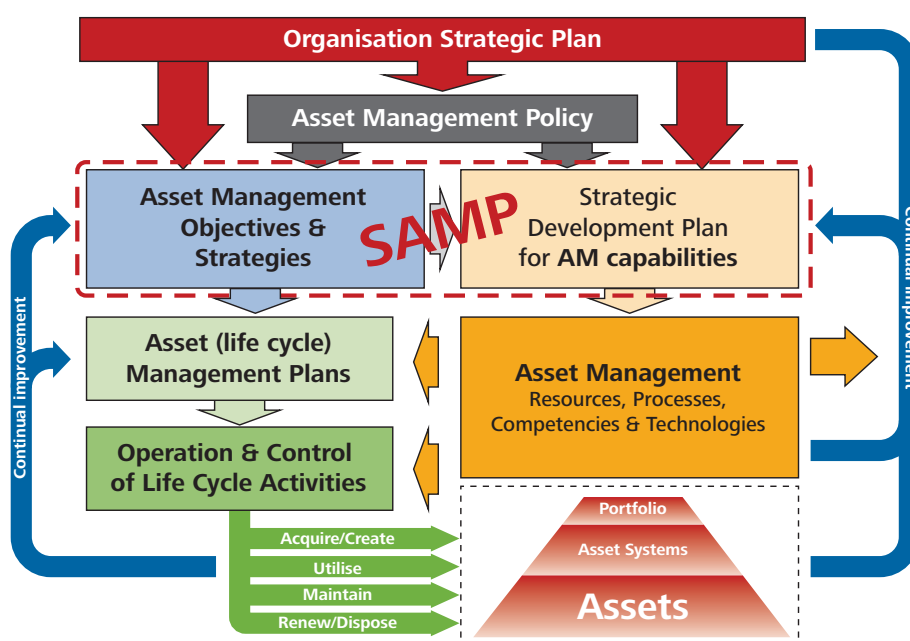 Organisation Strategic Plan
Asset Management Policy
Asset Management
Objectives &
Strategies
SAMP
Strategic
Development Plan
for AM capabilities
Continual improvement
Continual improvement
Asset (life cycle)
Management Plans
Asset Management
Resources, Processes,
Competencies & Technologies
Operation & Control
of Life Cycle Activities
Acquire/Create
Utilise
Maintain
Renew/Dispose
Portfolio
Asset Systems
Assets